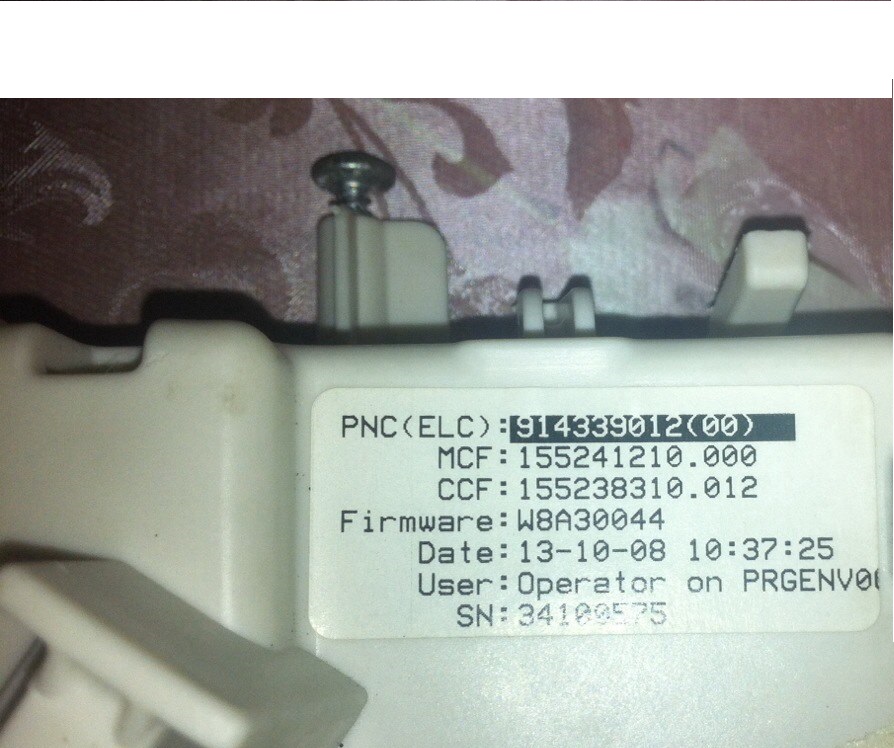 PNC(ELC):914339012(00)
MCF:155241210.000
CCF:155238310.012
Firmware:W8A30044
Date:13-10-08 10:37:25
User:Operator on PRGENV00
SN:34100575